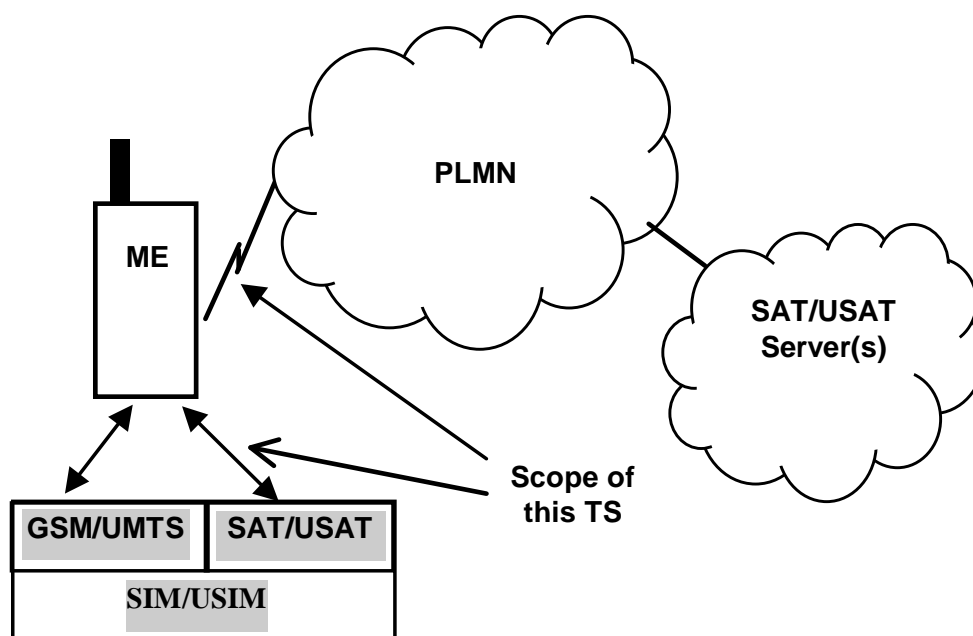 PLMN
ME
SAT/USAT
Server(s)
Scope of
this TS
GSM/UMTS
SAT/USAT
SIM/USIM